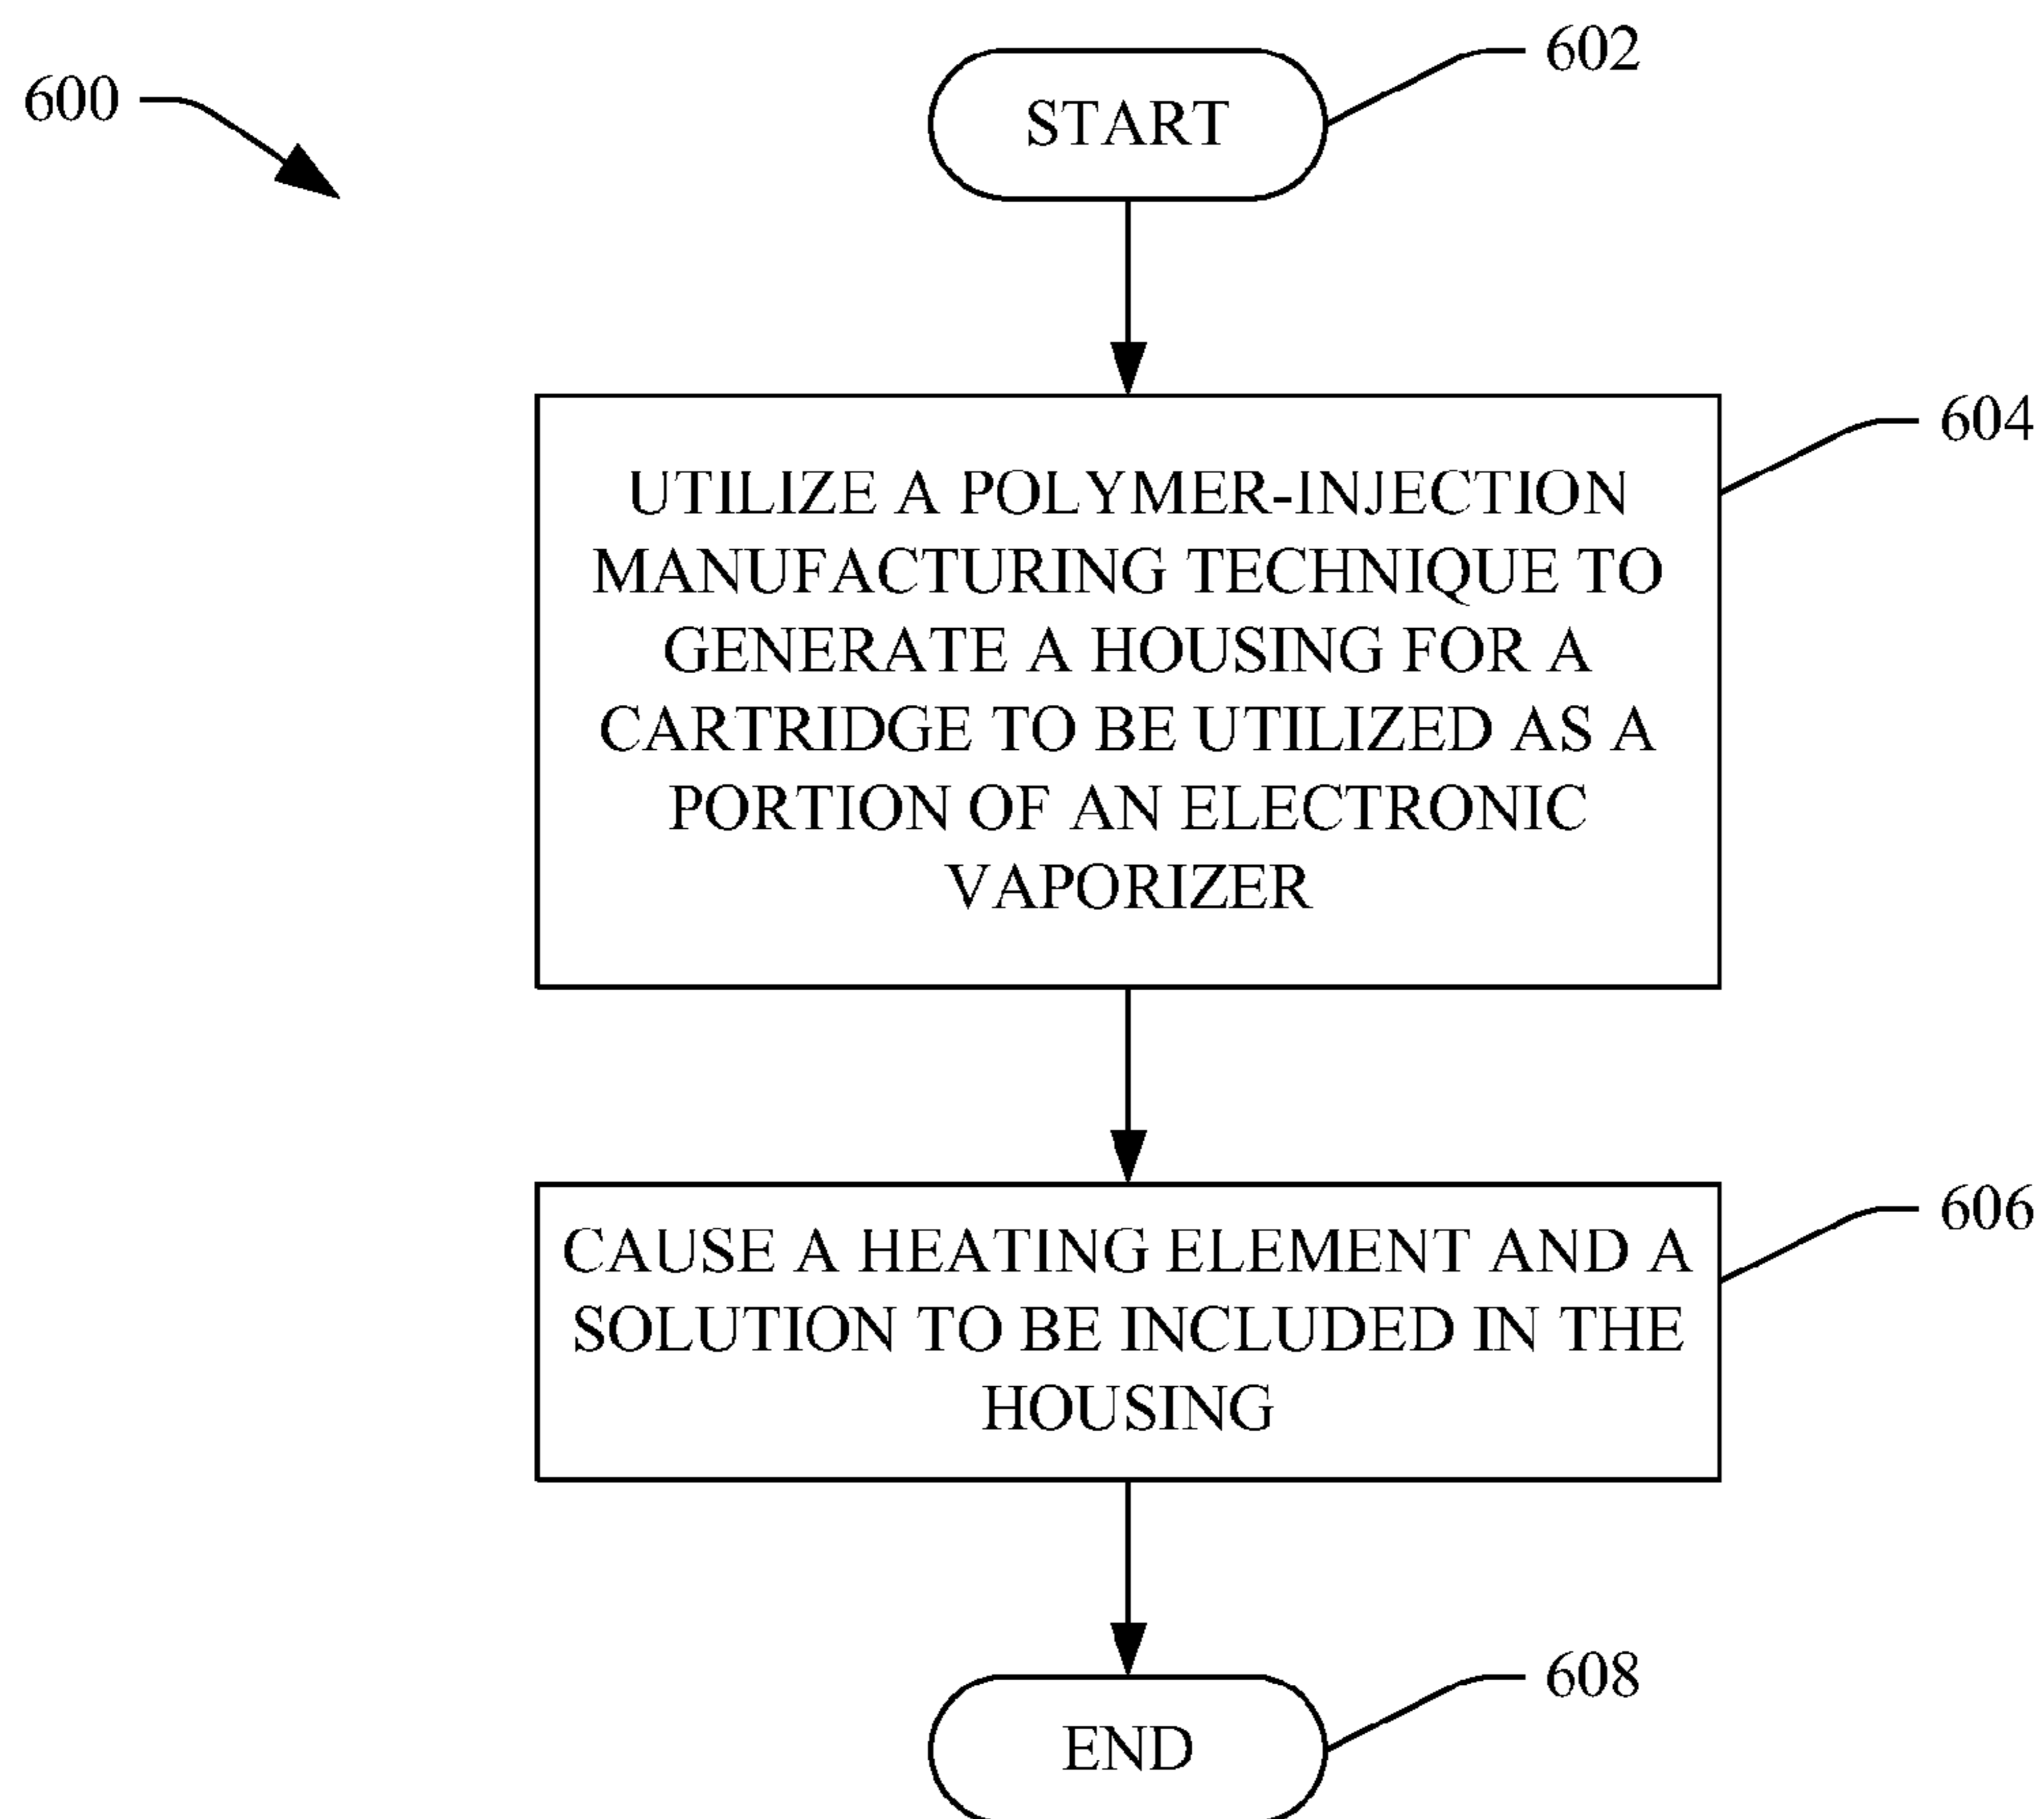 600
START
602
UTILIZE A POLYMER-INJECTION
MANUFACTURING TECHNIQUE TO
GENERATE A HOUSING FOR A
CARTRIDGE TO BE UTILIZED AS A
PORTION OF AN ELECTRONIC
VAPORIZER
604
CAUSE A HEATING ELEMENT AND A
SOLUTION TO BE INCLUDED IN THE
HOUSING
606
END
608